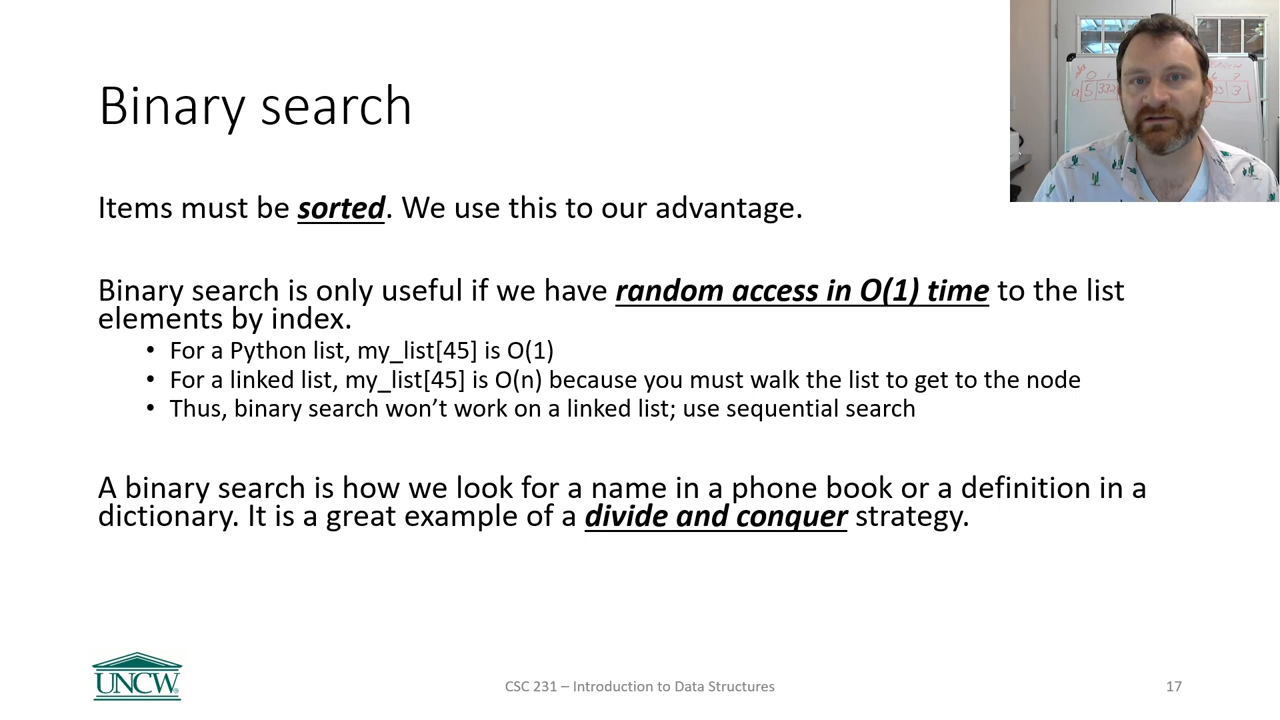 Binary search
Items must be sorted. We use this to our advantage.
Binary search is only useful if we have random access in O(1) time to the list
elements by index.
• For a Python list, my_list[45] is O(1)
• For a linked list, my_list[45] is O(n) because you must walk the list to get to the node
• Thus, binary search won’t work on a linked list; use sequential search
A binary search is how we look for a name in a phone book or a definition in a
dictionary. It is a great example of a divide and conquer strategy.
UNCW
CSC 231 – Introduction to Data Structures
17